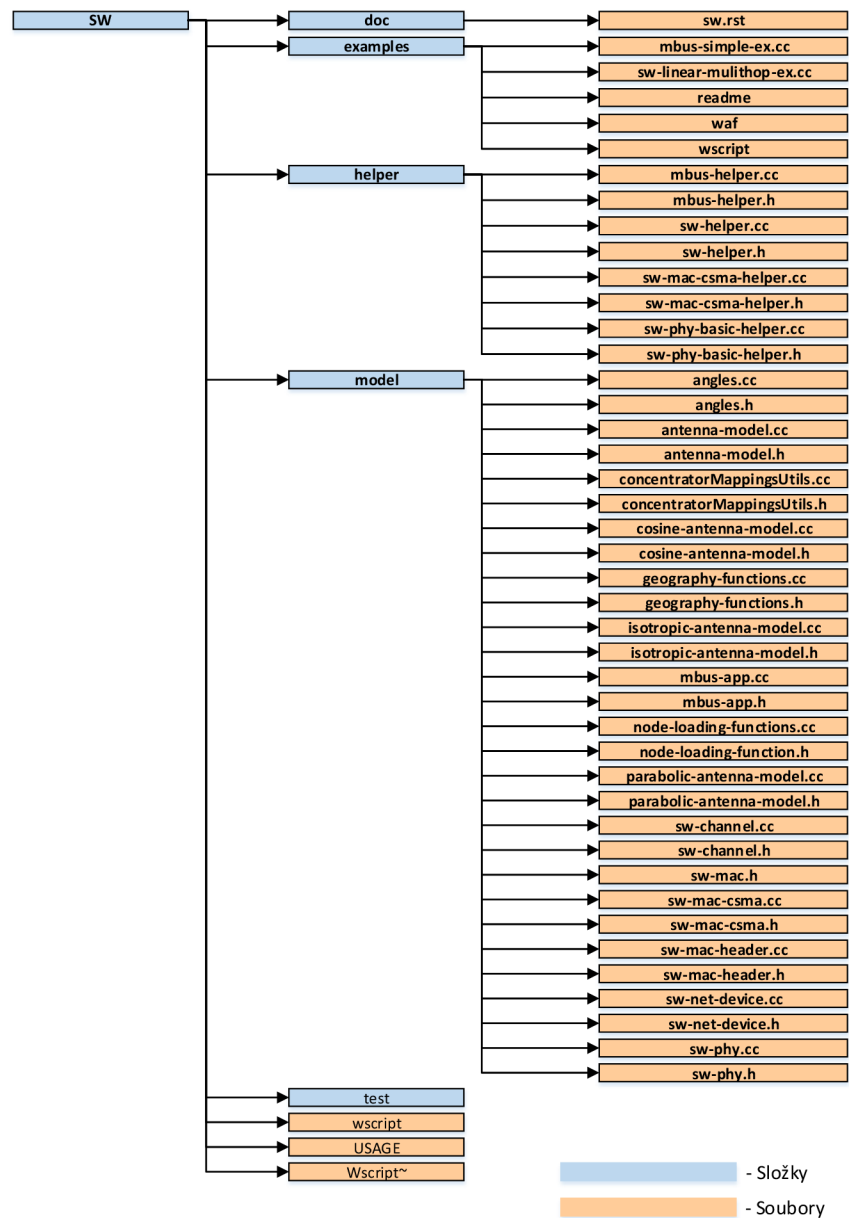 SW
doc
sw.rst
examples
mbus-simple-ex.cc
sw-linear-mulithop-ex.cc
readme
waf
wscript
helper
mbus-helper.cc
mbus-helper.h
sw-helper.cc
sw-helper.h
sw-mac-csma-helper.cc
sw-mac-csma-helper.h
sw-phy-basic-helper.cc
sw-phy-basic-helper.h
model
angles.cc
angles.h
antenna-model.cc
antenna-model.h
concentratorMappingsUtils.cc
concentratorMappingsUtils.h
cosine-antenna-model.cc
cosine-antenna-model.h
geography-functions.cc
geography-functions.h
isotropic-antenna-model.cc
isotropic-antenna-model.h
mbus-app.cc
mbus-app.h
node-loading-functions.cc
node-loading-function.h
parabolic-antenna-model.cc
parabolic-antenna-model.h
sw-channel.cc
sw-channel.h
sw-mac.h
sw-mac-csma.cc
sw-mac-csma.h
sw-mac-header.cc
sw-mac-header.h
sw-net-device.cc
sw-net-device.h
sw-phy.cc
sw-phy.h
test
wscript
USAGE
Wscript~
- Složky
- Soubory